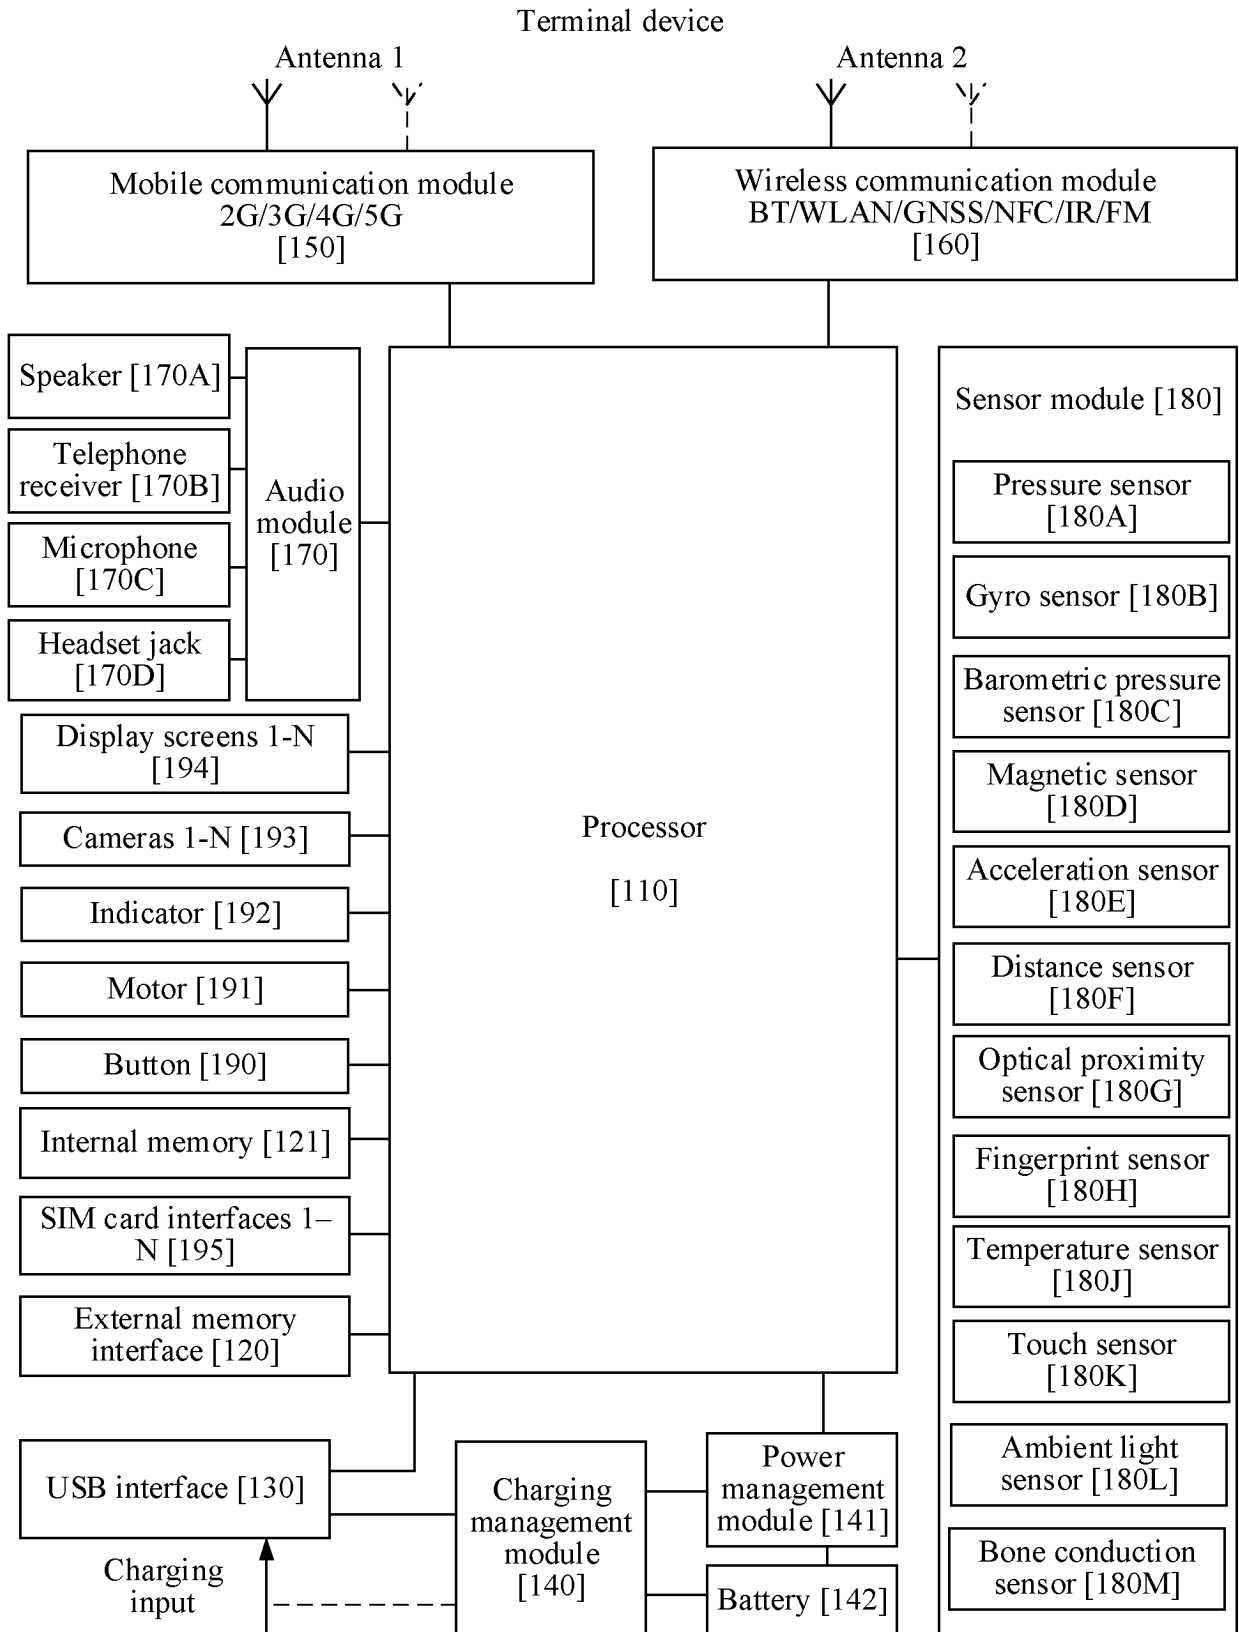 Terminal device
Antenna 1
Antenna 2
Mobile communication module
2G/3G/4G/5G
[150]
Wireless communication module
BT/WLAN/GNSS/NFC/IR/FM
[160]
Speaker [170A]
Telephone
receiver [170B]
Microphone
[170C]
Headset jack
[170D]
Audio
module
[170]
Display screens 1-N
[194]
Cameras 1-N [193]
Indicator [192]
Motor [191]
Button [190]
Internal memory [121]
SIM card interfaces 1–
N [195]
External memory
interface [120]
Processor
[110]
Sensor module [180]
Pressure sensor
[180A]
Gyro sensor [180B]
Barometric pressure
sensor [180C]
Magnetic sensor
[180D]
Acceleration sensor
[180E]
Distance sensor
[180F]
Optical proximity
sensor [180G]
Fingerprint sensor
[180H]
Temperature sensor
[180J]
Touch sensor
[180K]
Ambient light
sensor [180L]
Bone conduction
sensor [180M]
USB interface [130]
Charging
input
Charging
management
module
[140]
Power
management
module [141]
Battery [142]